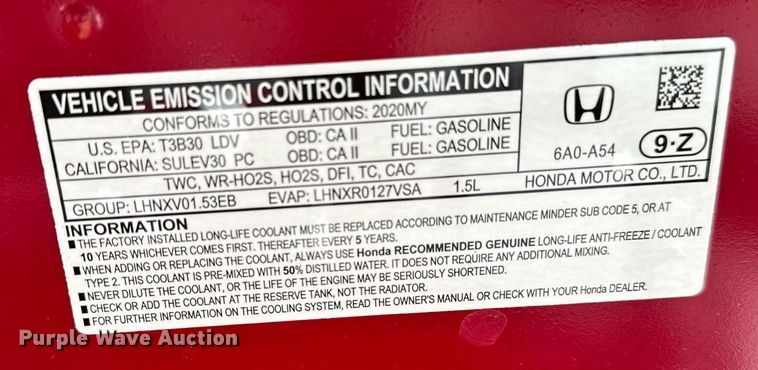 VEHICLE EMISSION CONTROL INFORMATION
CONFORMS TO REGULATIONS: 2020MY
U.S. EPA: T3B30 LDV OBD: CA II FUEL: GASOLINE
CALIFORNIA: SULEV30 PC OBD: CA II FUEL: GASOLINE
TWC, WR-HO2S, HO2S, DFI, TC, CAC
GROUP: LHNXV01.53EB EVAP: LHNXR0127VSA 1.5L
6A0-A54
9·Z
HONDA MOTOR CO., LTD.
INFORMATION
■ THE FACTORY INSTALLED LONG-LIFE COOLANT MUST BE REPLACED ACCORDING TO MAINTENANCE MINDER SUB CODE 5, OR AT
10 YEARS WHICHEVER COMES FIRST. THEREAFTER EVERY 5 YEARS.
■ WHEN ADDING OR REPLACING THE COOLANT, ALWAYS USE Honda RECOMMENDED GENUINE LONG-LIFE ANTI-FREEZE / COOLANT
TYPE 2. THIS COOLANT IS PRE-MIXED WITH 50% DISTILLED WATER. IT DOES NOT REQUIRE ANY ADDITIONAL MIXING.
■ NEVER DILUTE THE COOLANT, OR THE LIFE OF THE ENGINE MAY BE SERIOUSLY SHORTENED.
■ CHECK OR ADD THE COOLANT AT THE RESERVE TANK, NOT THE RADIATOR.
■ FOR FURTHER INFORMATION ON THE COOLING SYSTEM, READ THE OWNER'S MANUAL OR CHECK WITH YOUR Honda DEALER.
Purple Wave Auction